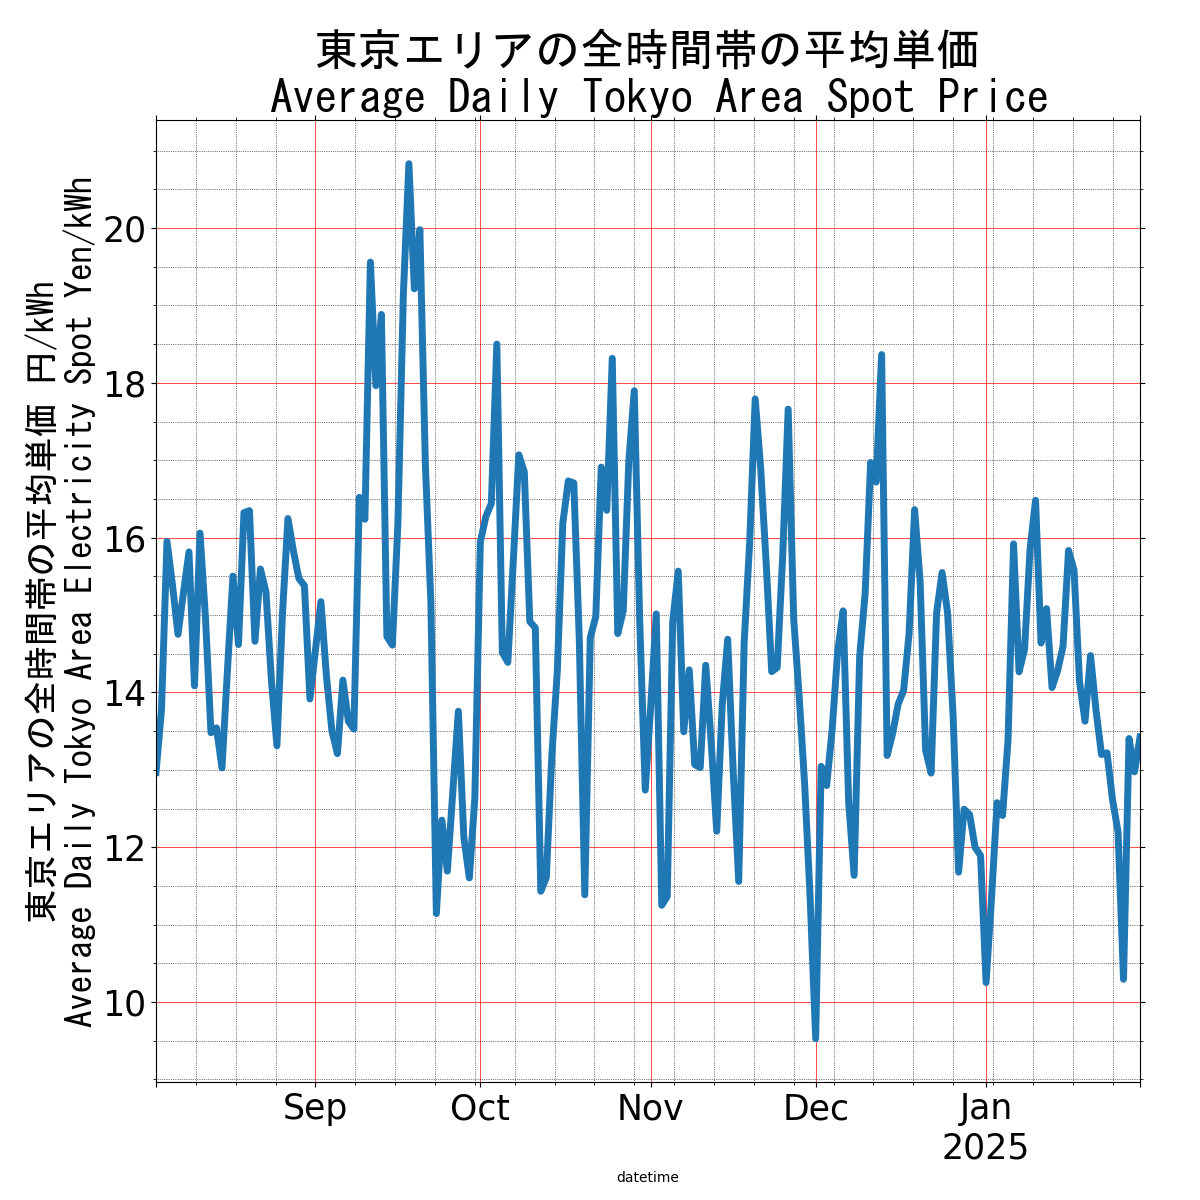 東京エリアの全時間帯の平均単価
Average Daily Tokyo Area Spot Price
東京エリアの全時間帯の平均単価 円/kWh
Average Daily Tokyo Area Electricity Spot Yen/kWh
20
18
16
14
12
10
Sep
Oct
Nov
Dec
Jan
2025
datetime